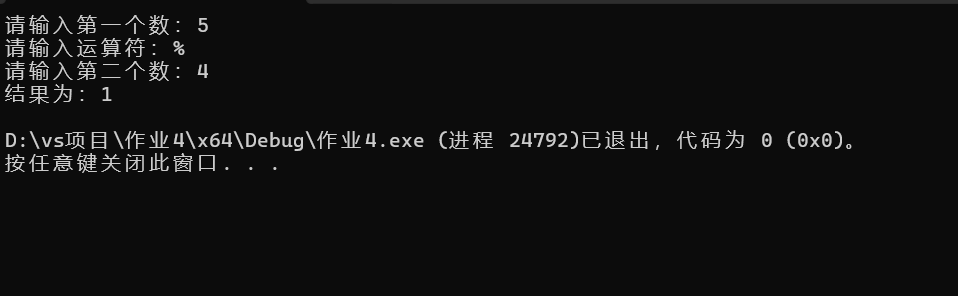 请输入第一个数: 5
请输入运算符: %
请输入第二个数: 4
结果为: 1
D:\vs项目\作业4\x64\Debug\作业4.exe (进程 24792)已退出，代码为 0 (0x0)。
按任意键关闭此窗口. . .